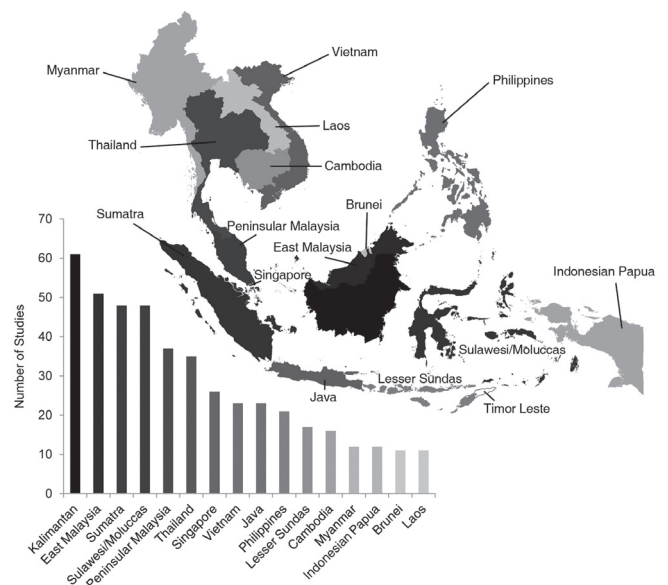 Vietnam
Myanmar
Philippines
Laos
Thailand
Cambodia
Brunei
Sumatra
Peninsular Malaysia
East Malaysia
Singapore
Indonesian Papua
Sulawesi/Moluccas
Lesser Sundas
Java
Timor Leste
Number of Studies
70
60
50
40
30
20
10
0
Kalimantan
East Malaysia
Sumatra
Sulawesi/Moluccas
Peninsular Malaysia
Thailand
Singapore
Vietnam
Java
Philippines
Lesser Sundas
Cambodia
Myanmar
Indonesian Papua
Brunei
Laos